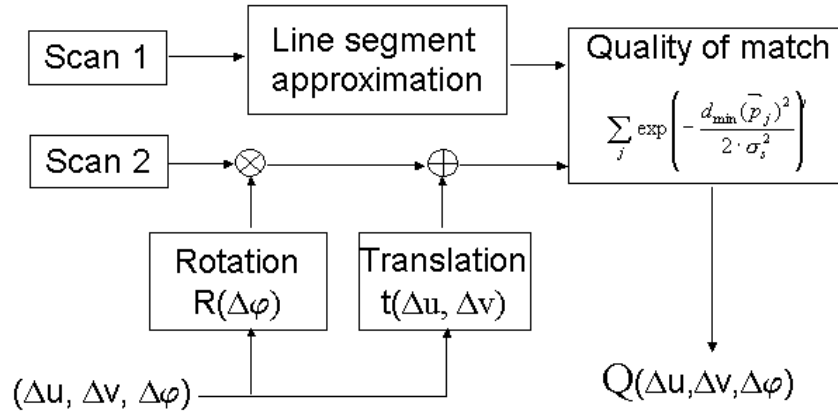 Scan 1
Line segment
approximation
Quality of match
∑_j exp(−d_min(p̄_j)² / 2·σ_s²)
Scan 2
⊗
⊕
Rotation
R(Δφ)
Translation
t(Δu, Δv)
(Δu, Δv, Δφ)
Q(Δu,Δv,Δφ)